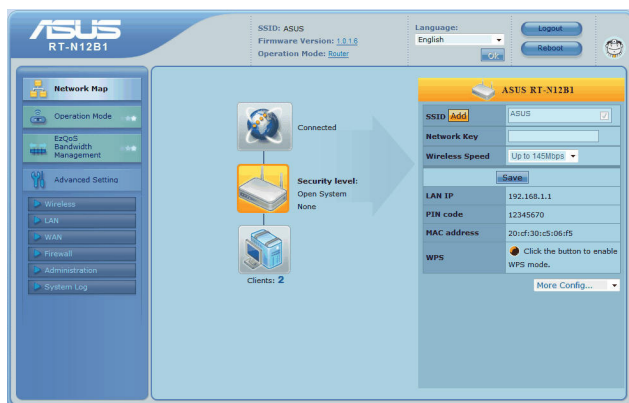 ASUS
RT-N12B1
SSID: ASUS
Firmware Version: 1.0.1.6
Operation Mode: Router
Language:
English
OK
Logout
Reboot
Network Map
Operation Mode
EzQoS
Bandwidth
Management
Advanced Setting
Wireless
LAN
WAN
Firewall
Administration
System Log
Connected
Security level:
Open System
None
Clients: 2
ASUS RT-N12B1
SSID Add ASUS
Network Key
Wireless Speed Up to 145Mbps
Save
LAN IP 192.168.1.1
PIN code 12345670
MAC address 20:cf:30:c5:06:f5
WPS Click the button to enable
WPS mode.
More Config...